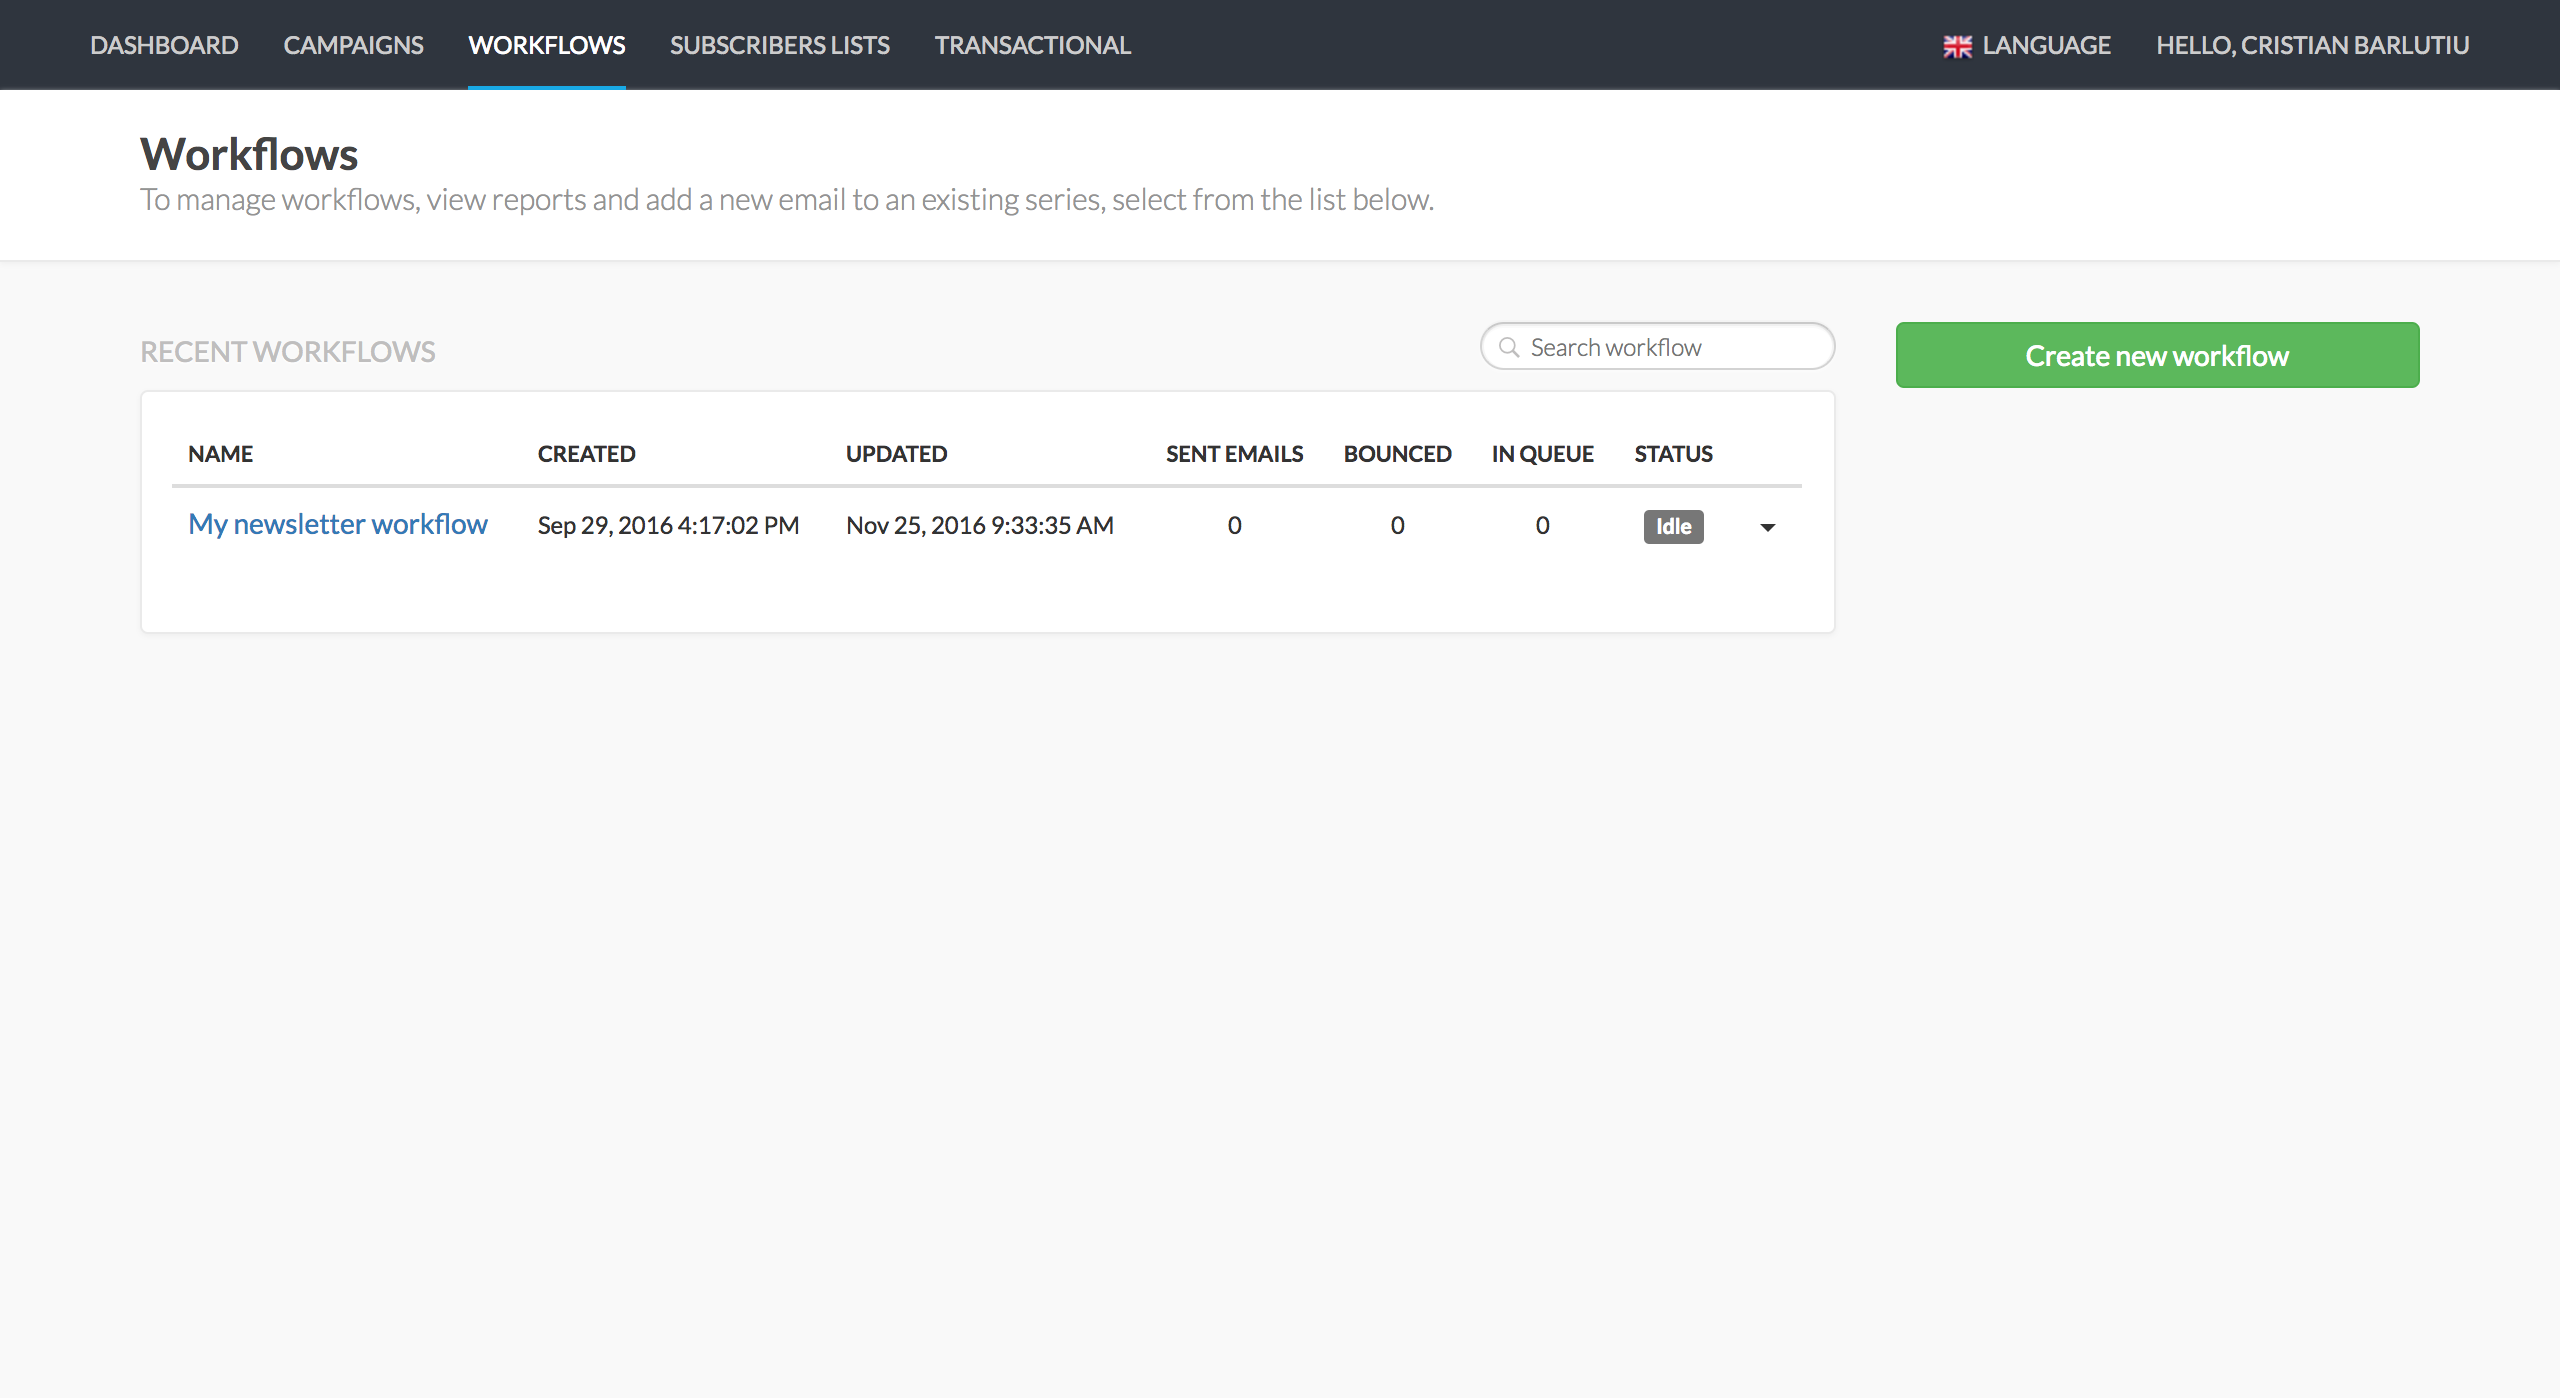 DASHBOARD CAMPAIGNS WORKFLOWS SUBSCRIBERS LISTS TRANSACTIONAL LANGUAGE HELLO, CRISTIAN BARLUTIU
Workflows
To manage workflows, view reports and add a new email to an existing series, select from the list below.
RECENT WORKFLOWS Search workflow Create new workflow
NAME CREATED UPDATED SENT EMAILS BOUNCED IN QUEUE STATUS
My newsletter workflow Sep 29, 2016 4:17:02 PM Nov 25, 2016 9:33:35 AM 0 0 0 Idle